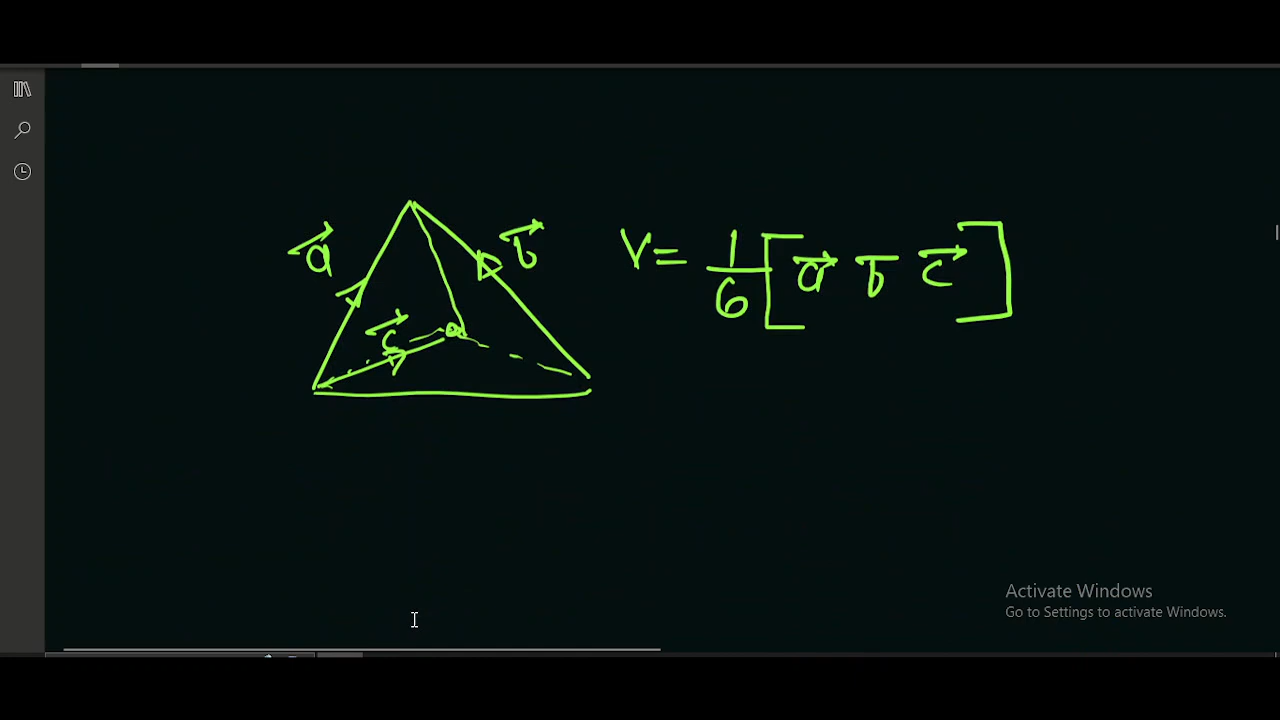 a⃗
b⃗
c⃗
V = 1/6 [a⃗ b̅ c⃗]
Activate Windows
Go to Settings to activate Windows.